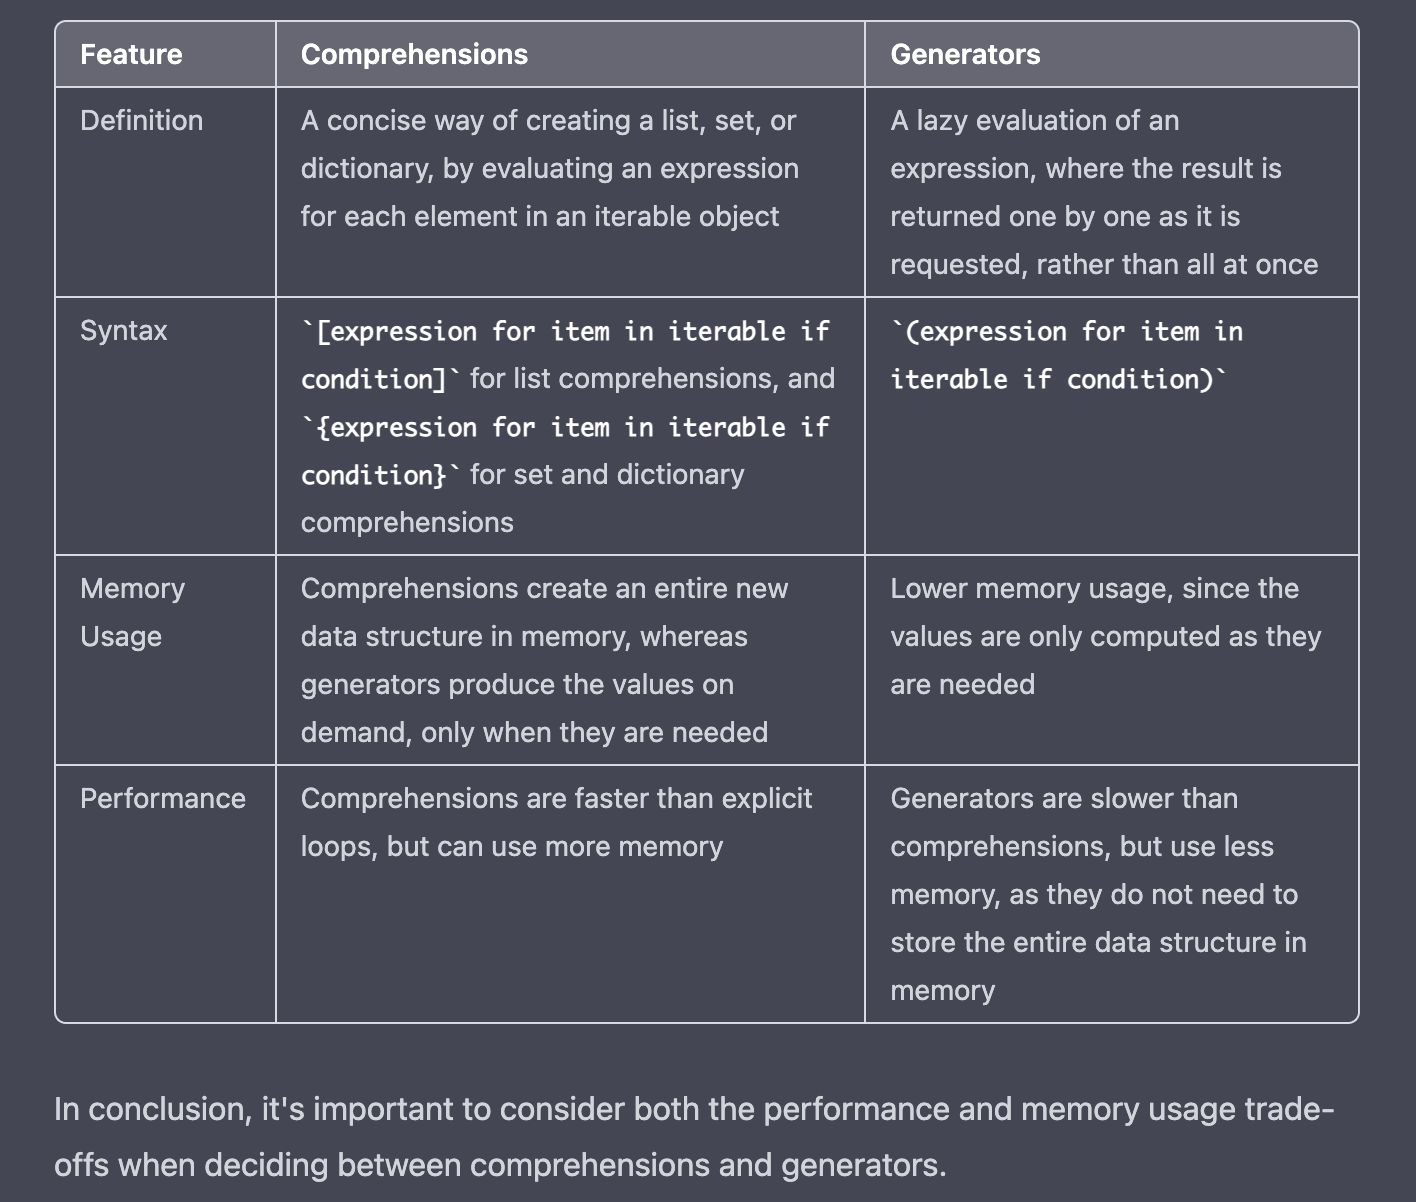 Feature
Comprehensions
Generators
Definition
A concise way of creating a list, set, or
dictionary, by evaluating an expression
for each element in an iterable object
A lazy evaluation of an
expression, where the result is
returned one by one as it is
requested, rather than all at once
Syntax
`[expression for item in iterable if
condition]` for list comprehensions, and
`{expression for item in iterable if
condition}` for set and dictionary
comprehensions
`(expression for item in
iterable if condition)`
Memory
Usage
Comprehensions create an entire new
data structure in memory, whereas
generators produce the values on
demand, only when they are needed
Lower memory usage, since the
values are only computed as they
are needed
Performance
Comprehensions are faster than explicit
loops, but can use more memory
Generators are slower than
comprehensions, but use less
memory, as they do not need to
store the entire data structure in
memory
In conclusion, it's important to consider both the performance and memory usage trade-
offs when deciding between comprehensions and generators.